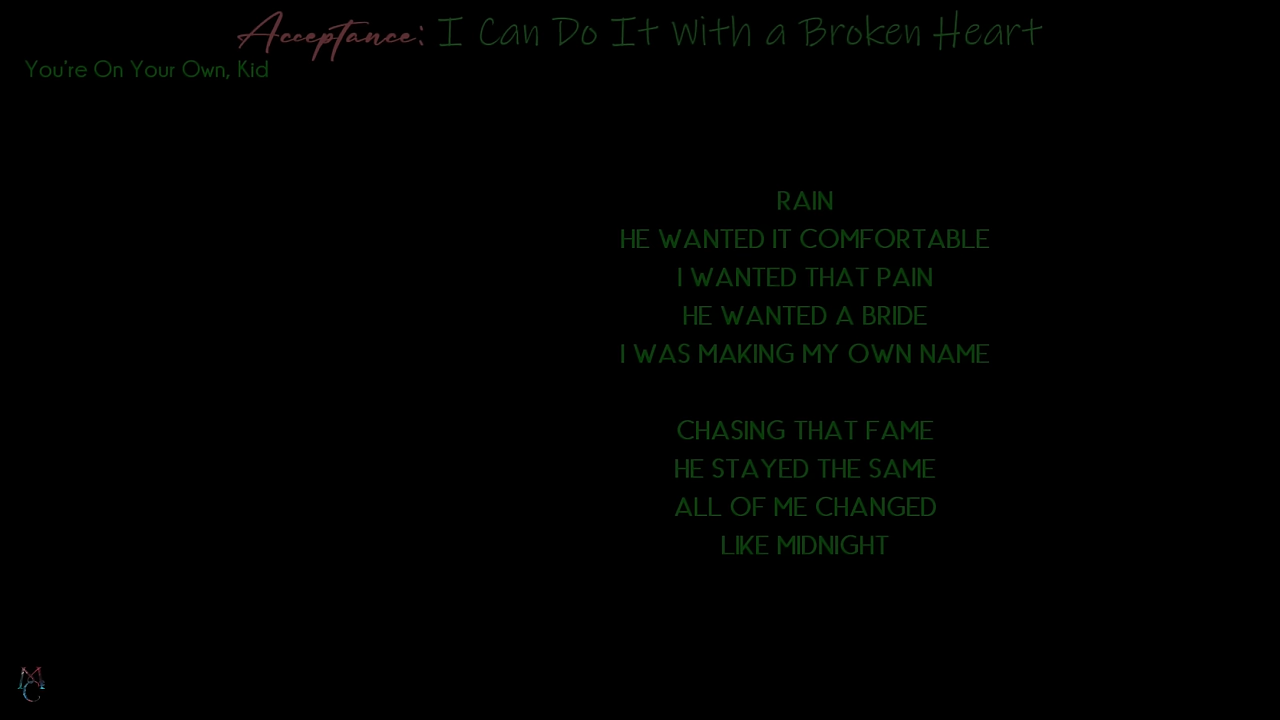 Acceptance: I Can Do It With a Broken Heart
You're On Your Own, Kid
RAIN
HE WANTED IT COMFORTABLE
I WANTED THAT PAIN
HE WANTED A BRIDE
I WAS MAKING MY OWN NAME
CHASING THAT FAME
HE STAYED THE SAME
ALL OF ME CHANGED
LIKE MIDNIGHT